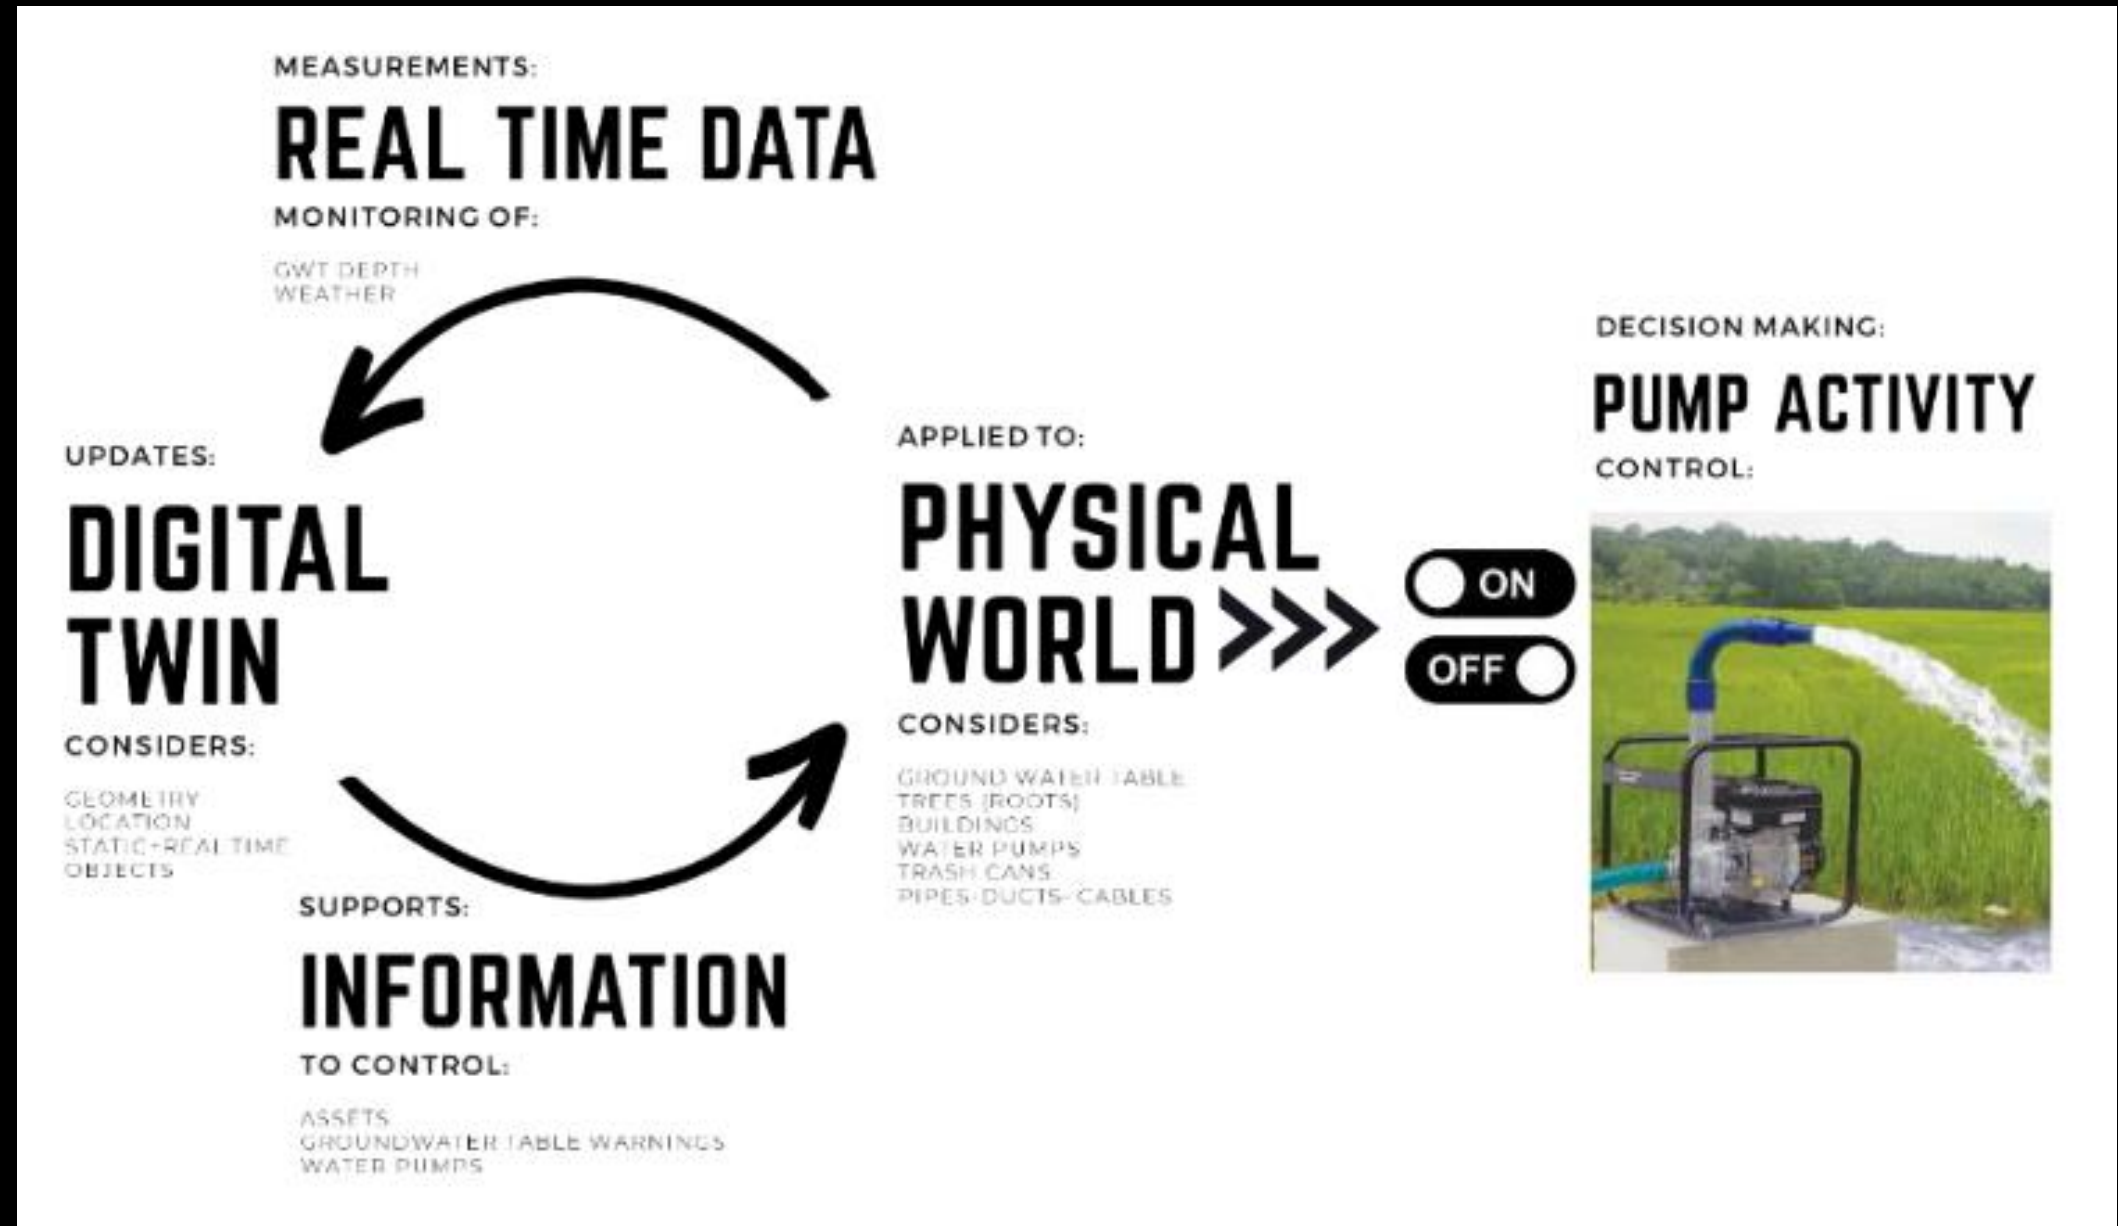 MEASUREMENTS:
REAL TIME DATA
MONITORING OF:
GWT DEPTH
WEATHER
UPDATES:
DIGITAL
TWIN
CONSIDERS:
GEOMETRY
LOCATION
STATIC-REAL TIME
OBJECTS
SUPPORTS:
INFORMATION
TO CONTROL:
ASSETS
GROUNDWATER TABLE WARNINGS
WATER PUMPS
APPLIED TO:
PHYSICAL
WORLD
CONSIDERS:
GROUND WATER TABLE
TREES (ROOTS)
BUILDINGS
WATER PUMPS
TRASH CANS
PIPES-DUCTS-CABLES
ON
OFF
DECISION MAKING:
PUMP ACTIVITY
CONTROL: